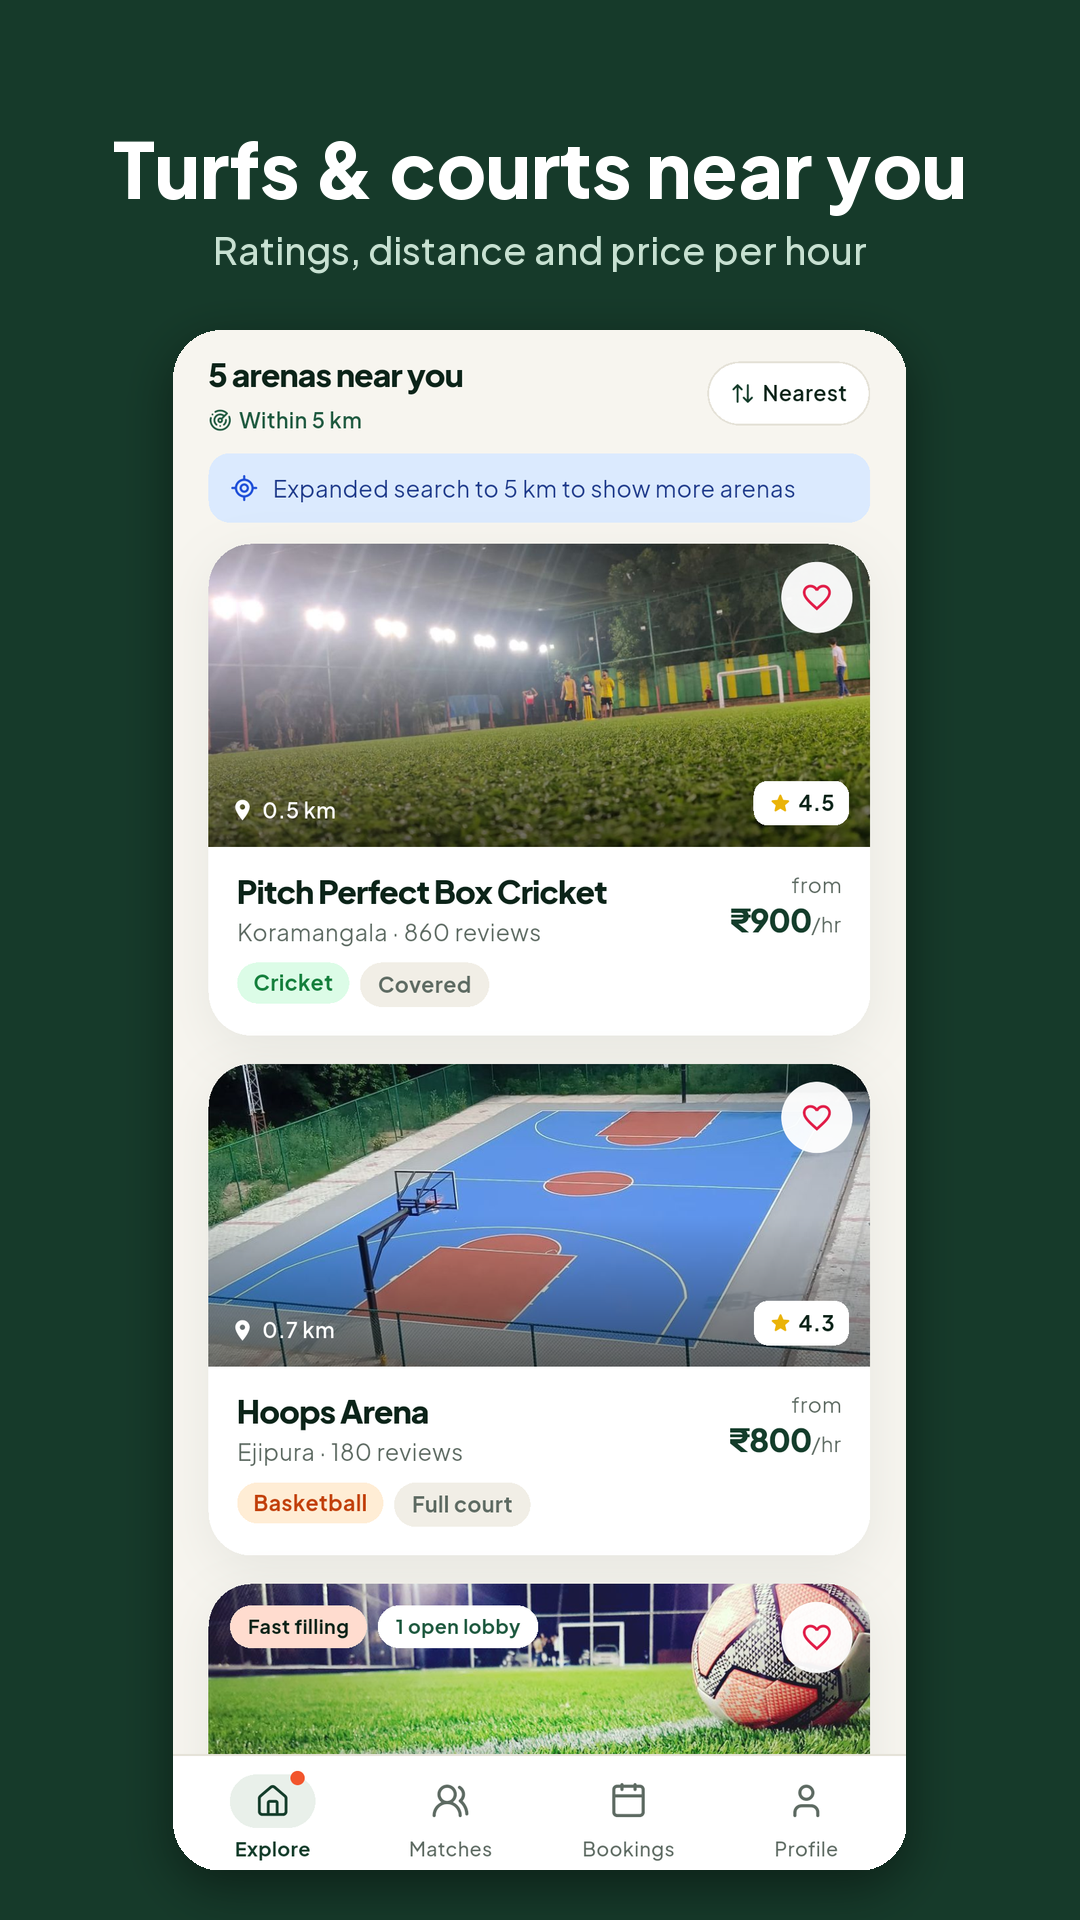 Turfs & courts near you
Ratings, distance and price per hour
5 arenas near you
Within 5 km
Nearest
Expanded search to 5 km to show more arenas
0.5 km
4.5
Pitch Perfect Box Cricket
from
Koramangala · 860 reviews
₹900/hr
Cricket
Covered
0.7 km
4.3
Hoops Arena
from
Ejipura · 180 reviews
₹800/hr
Basketball
Full court
Fast filling
1 open lobby
Explore
Matches
Bookings
Profile